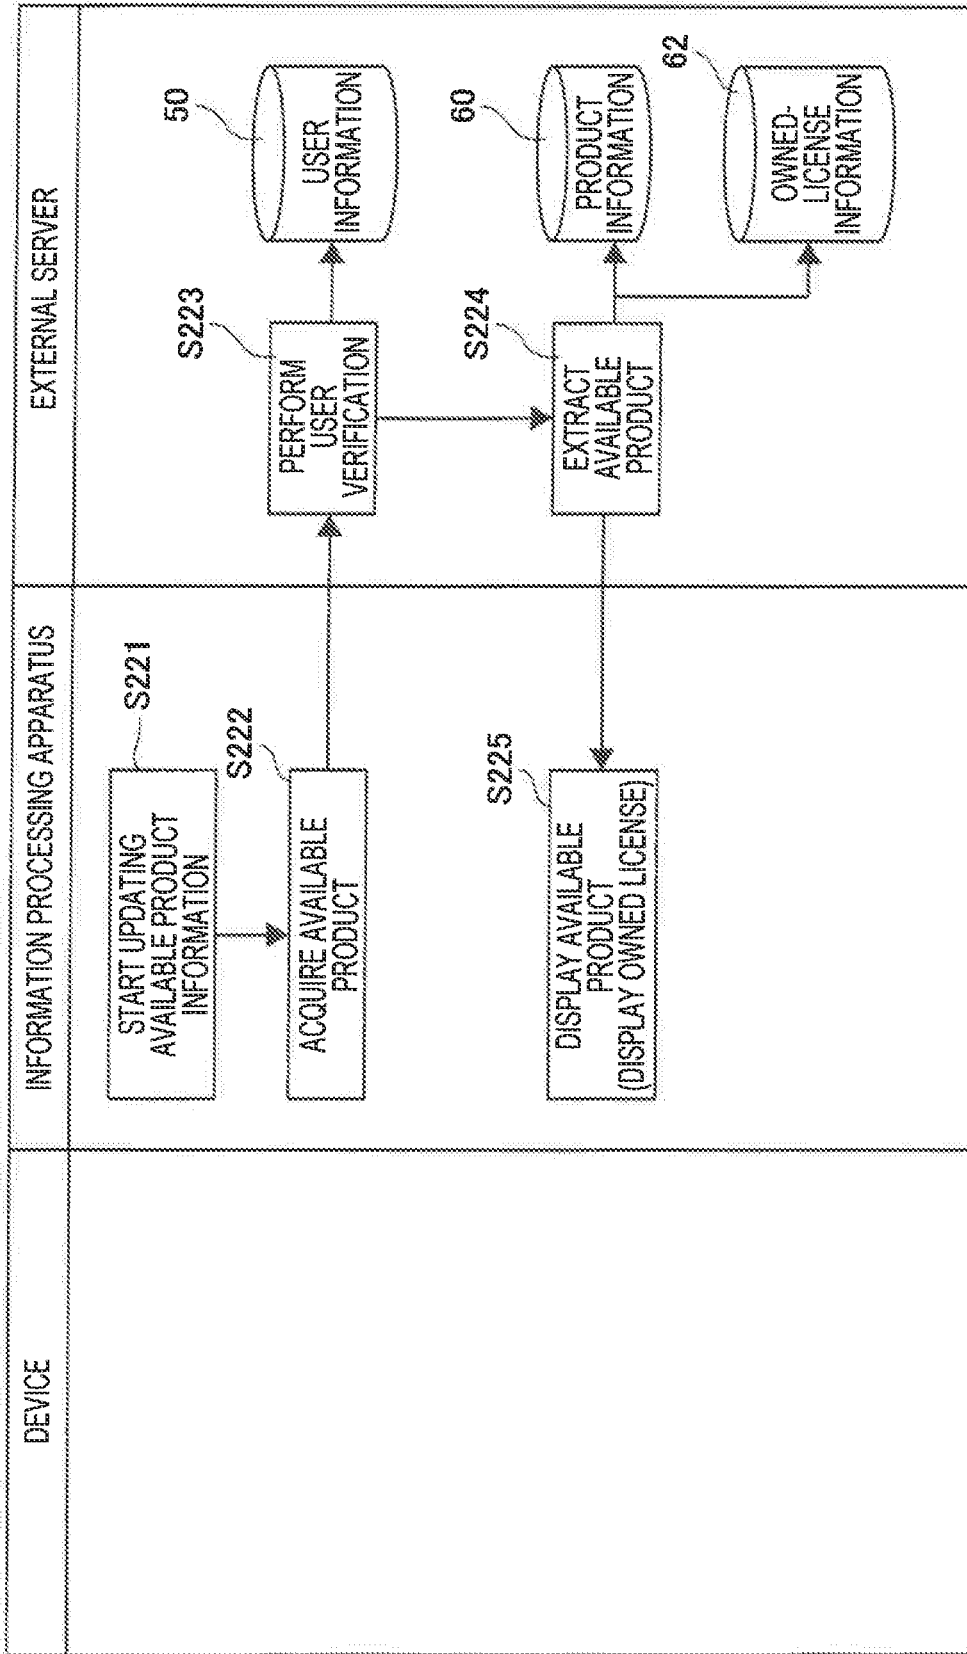 DEVICE
INFORMATION PROCESSING APPARATUS
EXTERNAL SERVER
S221
START UPDATING
AVAILABLE PRODUCT
INFORMATION
S222
ACQUIRE AVAILABLE
PRODUCT
S223
PERFORM
USER
VERIFICATION
50
USER
INFORMATION
S224
EXTRACT
AVAILABLE
PRODUCT
60
PRODUCT
INFORMATION
62
OWNED-
LICENSE
INFORMATION
S225
DISPLAY AVAILABLE
PRODUCT
(DISPLAY OWNED LICENSE)